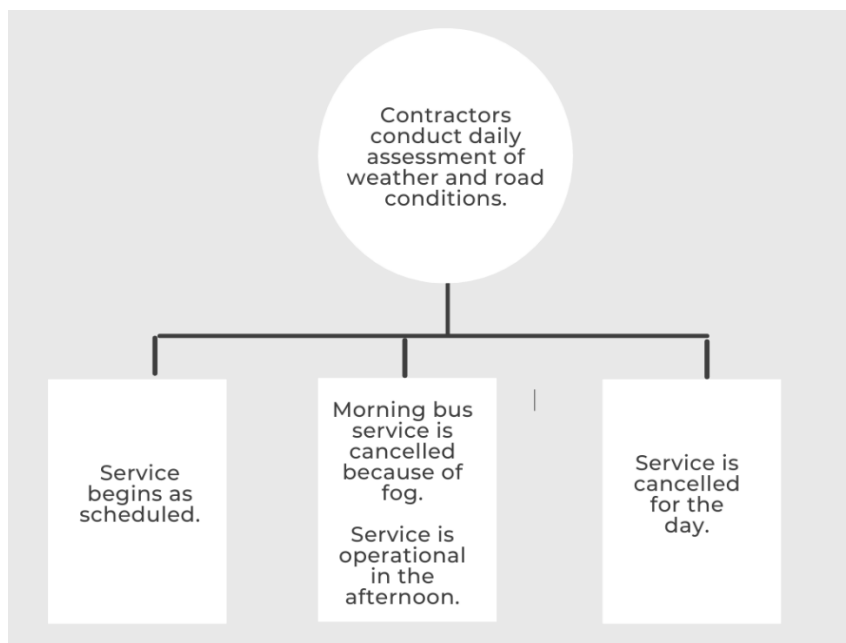 Contractors
conduct daily
assessment of
weather and road
conditions.
Service
begins as
scheduled.
Morning bus
service is
cancelled
because of
fog.
Service is
operational
in the
afternoon.
Service is
cancelled
for the
day.